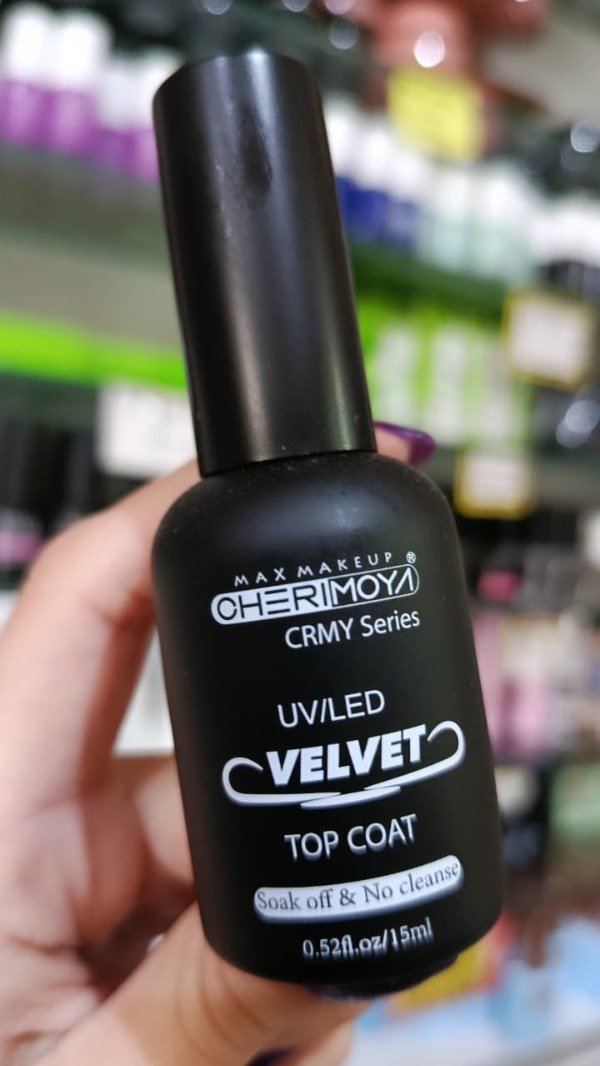 MAX MAKEUP
CHERIMOYA®
CRMY Series
UV/LED
VELVET
TOP COAT
Soak off & No cleanse
0.52fl.oz/15ml